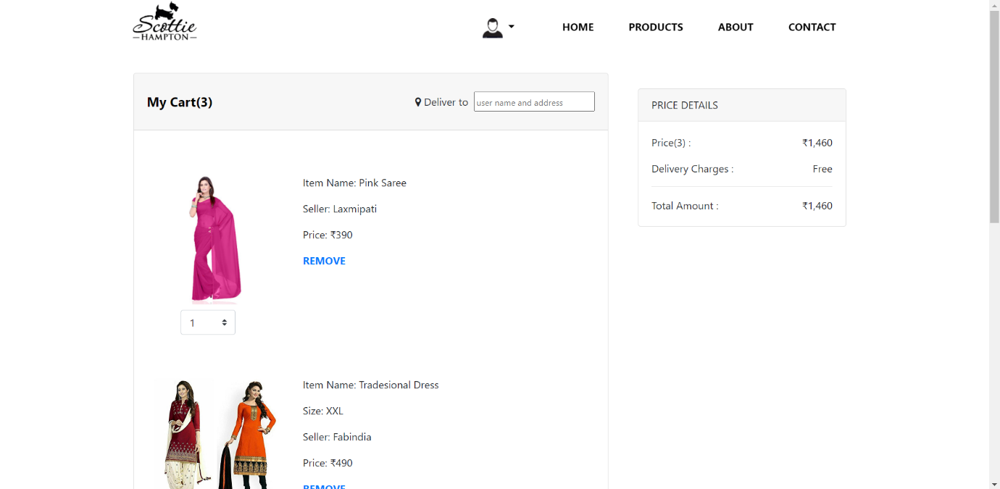 Scottie
HAMPTON
HOME
PRODUCTS
ABOUT
CONTACT
My Cart(3)
Deliver to
user name and address
Item Name: Pink Saree
Seller: Laxmipati
Price: ₹390
REMOVE
1
Item Name: Tradesional Dress
Size: XXL
Seller: Fabindia
Price: ₹490
REMOVE
PRICE DETAILS
Price(3) : ₹1,460
Delivery Charges : Free
Total Amount : ₹1,460